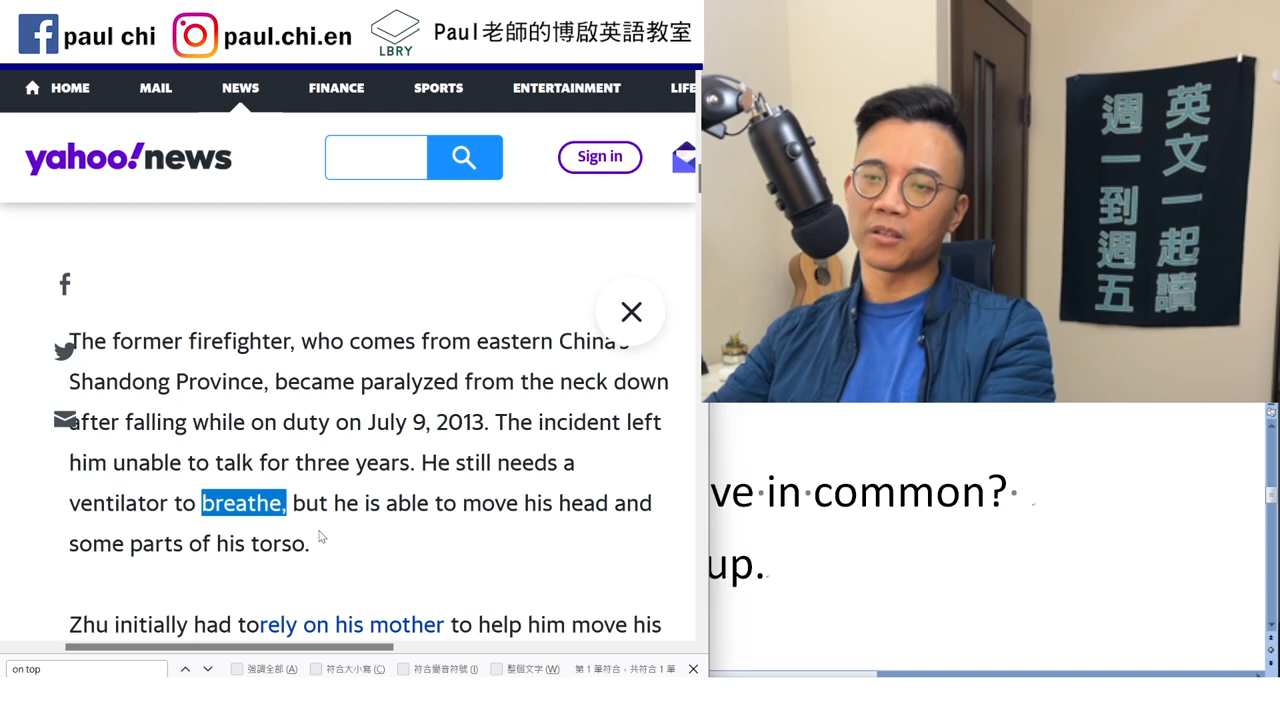 paul chi
paul.chi.en
LBRY
Paul老師的博啟英語教室
HOME
MAIL
NEWS
FINANCE
SPORTS
ENTERTAINMENT
LIFE
yahoo!news
Sign in
The former firefighter, who comes from eastern China's
Shandong Province, became paralyzed from the neck down
after falling while on duty on July 9, 2013. The incident left
him unable to talk for three years. He still needs a
ventilator to breathe, but he is able to move his head and
some parts of his torso.
Zhu initially had torely on his mother to help him move his
on top
強調全部 (A)
符合大小寫 (C)
符合變音符號 (I)
整個文字 (W)
第 1 筆符合，共符合 1 筆
英文一起讀
週一到週五
ve in common?
up.